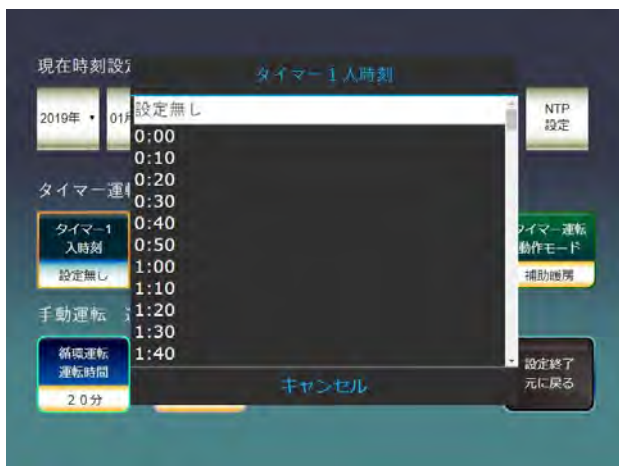 現在時刻設定
タイマー1入時刻
2019年
01月
設定無し
NTP
設定
0:00
0:10
0:20
0:30
0:40
0:50
1:00
1:10
1:20
1:30
1:40
タイマー運転
タイマー1
入時刻
設定無し
タイマー運転
動作モード
補助暖房
手動運転
循環運転
運転時間
20分
キャンセル
設定終了
元に戻る